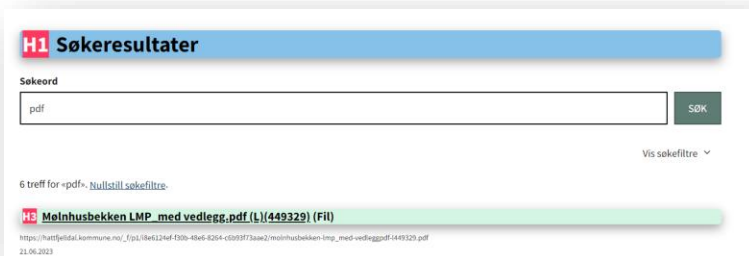 H1 Søkeresultater
Søkeord
pdf
SØK
Vis søkefiltre
6 treff for «pdf». Nullstill søkefiltre.
H3 Mølnhusbekken LMP_med vedlegg.pdf (L)(449329) (Fil)
https://hattfjelldal.kommune.no/_f/p1/i8e6124ef-f30b-48e6-8264-c6b93f73aae2/molnhusbekken-lmp_med-vedleggpdf-l449329.pdf
21.06.2023